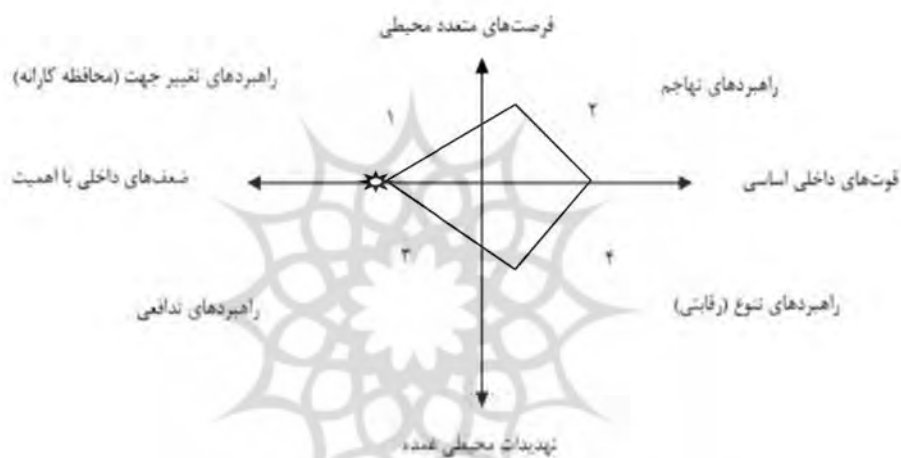 فرصت‌های متعدد محیطی
راهبردهای تغییر جهت (محافظه کارانه)
راهبردهای تهاجم
۱
۲
ضعف‌های داخلی با اهمیت
قوت‌های داخلی اساسی
۳
۴
راهبردهای تدافعی
راهبردهای تنوع (رقابتی)
تهدیدات محیطی عمده